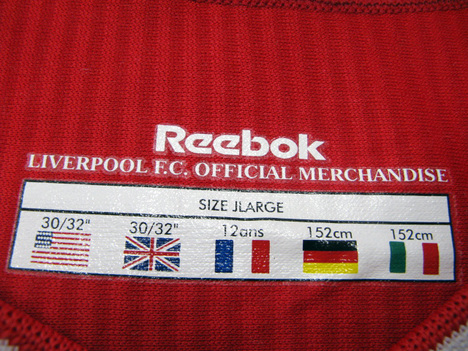 Reebok
LIVERPOOL F.C. OFFICIAL MERCHANDISE
SIZE JLARGE
30/32" 30/32" 12ans 152cm 152cm